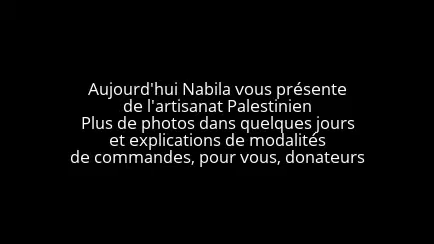 Aujourd'hui Nabila vous présente
de l'artisanat Palestinien
Plus de photos dans quelques jours
et explications de modalités
de commandes, pour vous, donateurs